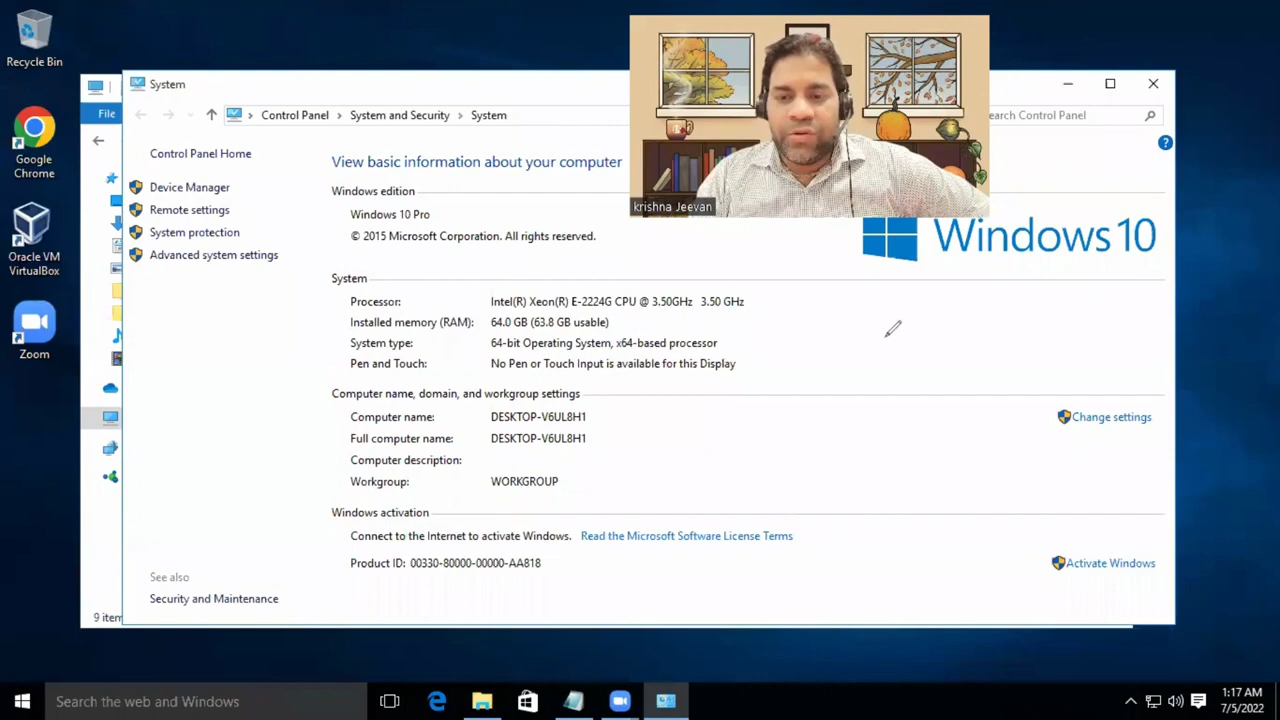 Recycle Bin
Google
Chrome
Oracle VM
VirtualBox
Zoom
System
File
Control Panel
System and Security
System
earch Control Panel
Control Panel Home
Device Manager
Remote settings
System protection
Advanced system settings
See also
Security and Maintenance
9 item
View basic information about your computer
Windows edition
Windows 10 Pro
© 2015 Microsoft Corporation. All rights reserved.
krishna Jeevan
Windows 10
System
Processor: Intel(R) Xeon(R) E-2224G CPU @ 3.50GHz 3.50 GHz
Installed memory (RAM): 64.0 GB (63.8 GB usable)
System type: 64-bit Operating System, x64-based processor
Pen and Touch: No Pen or Touch Input is available for this Display
Computer name, domain, and workgroup settings
Computer name: DESKTOP-V6UL8H1
Change settings
Full computer name: DESKTOP-V6UL8H1
Computer description:
Workgroup: WORKGROUP
Windows activation
Connect to the Internet to activate Windows. Read the Microsoft Software License Terms
Product ID: 00330-80000-00000-AA818
Activate Windows
Search the web and Windows
1:17 AM
7/5/2022